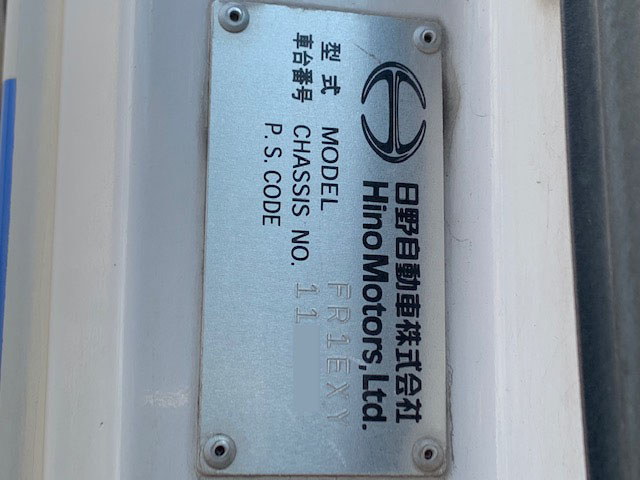 日野自動車株式会社
Hino Motors, Ltd.
型式 MODEL FR1EXY
車台番号 CHASSIS NO. 11
P. S. CODE